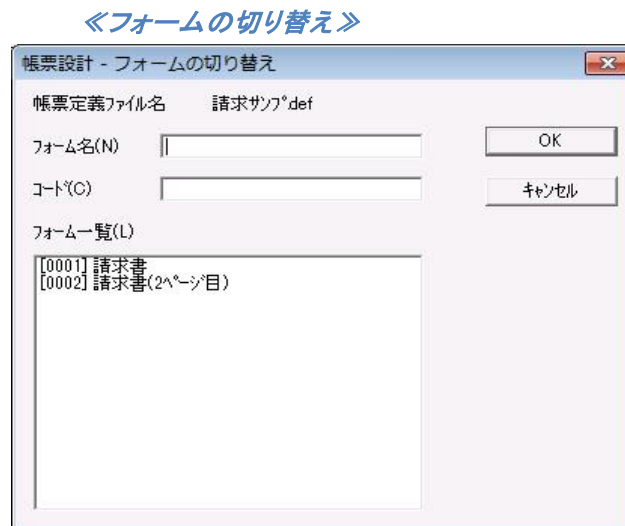 ≪フォームの切り替え≫
帳票設計 - フォームの切り替え
帳票定義ﾌｧｲﾙ名 請求ｻﾝﾌﾟ.def
ﾌｫｰﾑ名(N)
OK
ｺｰﾄﾞ(C)
ｷｬﾝｾﾙ
ﾌｫｰﾑ一覧(L)
[0001] 請求書
[0002] 請求書(2ﾍﾟｰｼﾞ目)